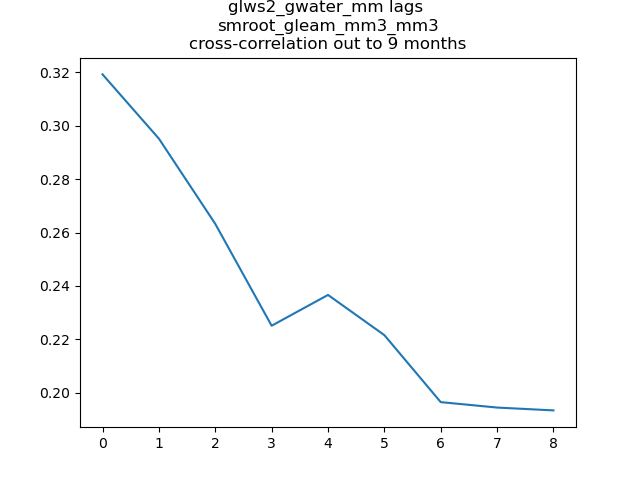 glws2_gwater_mm lags
smroot_gleam_mm3_mm3
cross-correlation out to 9 months
0.32
0.30
0.28
0.26
0.24
0.22
0.20
0 1 2 3 4 5 6 7 8